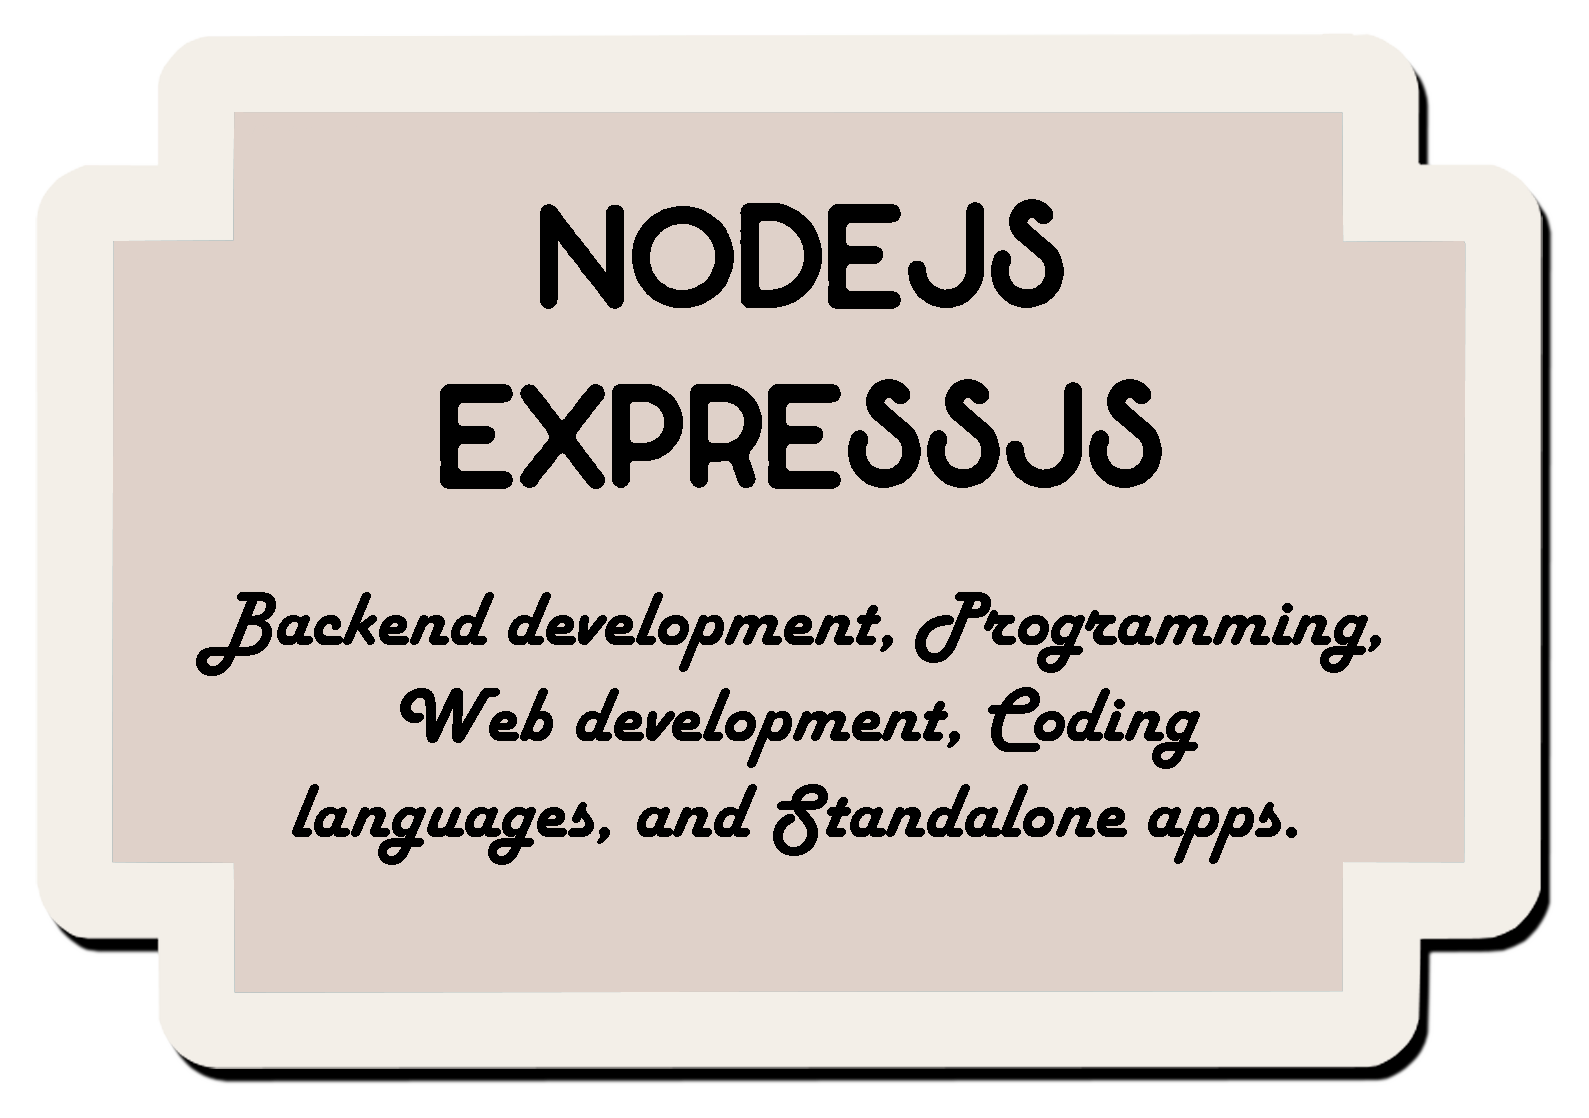 NODEJS
EXPRESSJS
Backend development, Programming,
Web development, Coding
languages, and Standalone apps.